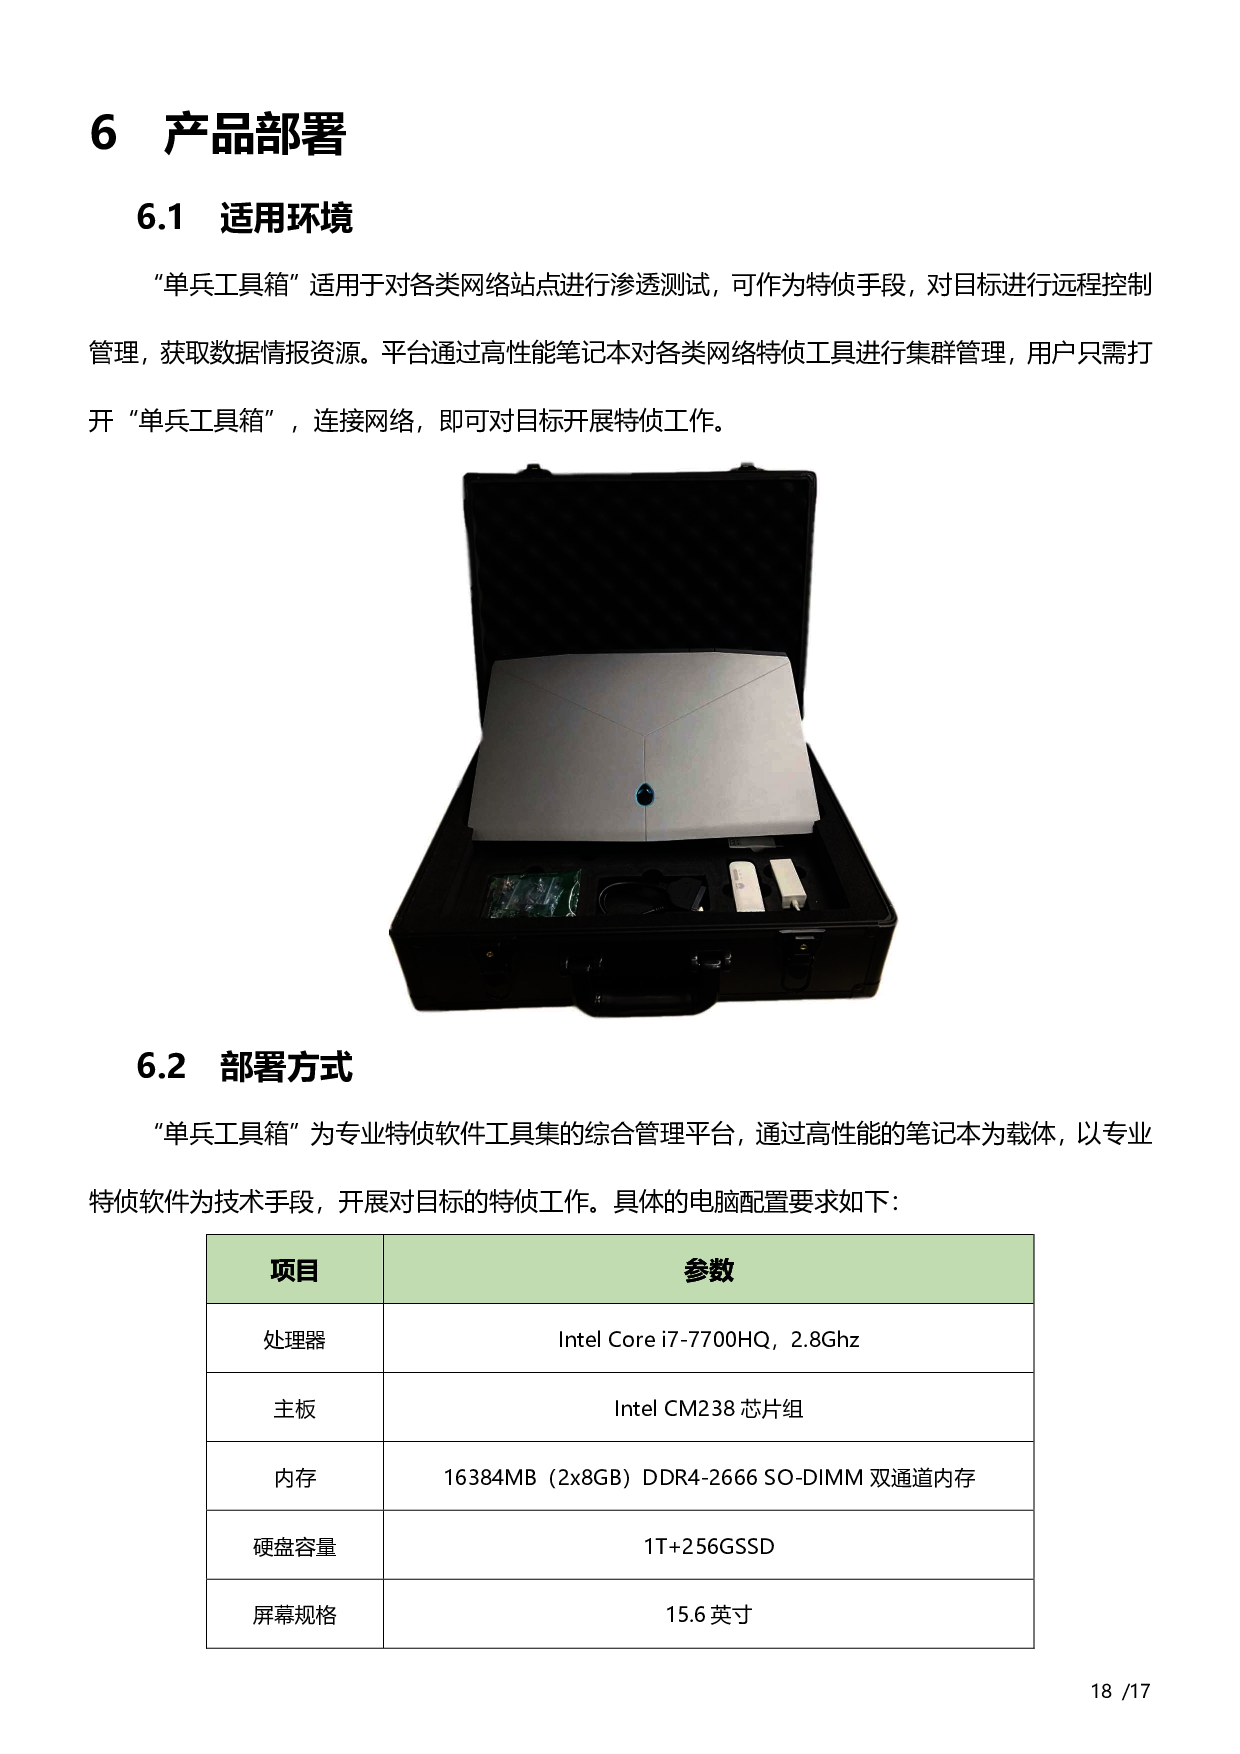 6 产品部署
6.1 适用环境
“单兵工具箱”适用于对各类网络站点进行渗透测试，可作为特侦手段，对目标进行远程控制
管理，获取数据情报资源。平台通过高性能笔记本对各类网络特侦工具进行集群管理，用户只需打
开“单兵工具箱”，连接网络，即可对目标开展特侦工作。
6.2 部署方式
“单兵工具箱”为专业特侦软件工具集的综合管理平台，通过高性能的笔记本为载体，以专业
特侦软件为技术手段，开展对目标的特侦工作。具体的电脑配置要求如下：
项目 参数
处理器 Intel Core i7-7700HQ，2.8Ghz
主板 Intel CM238 芯片组
内存 16384MB（2x8GB）DDR4-2666 SO-DIMM 双通道内存
硬盘容量 1T+256GSSD
屏幕规格 15.6 英寸
18 /17